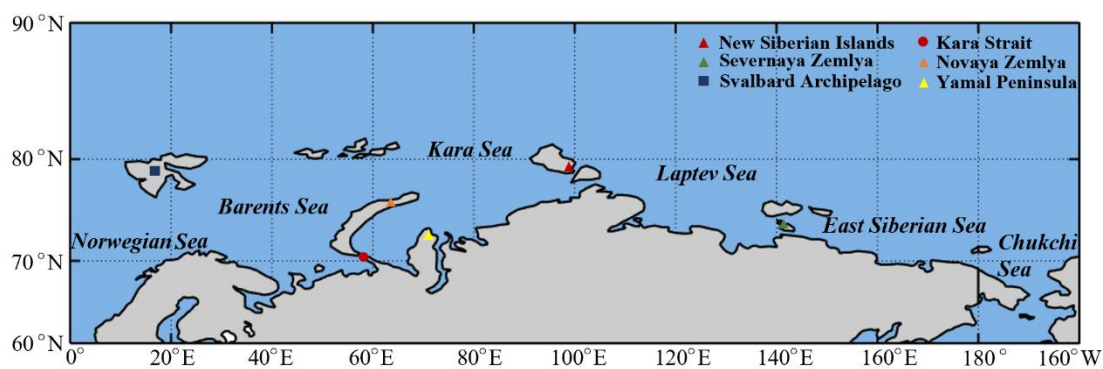 90°N
▲ New Siberian Islands ● Kara Strait
▲ Severnaya Zemlya ▲ Novaya Zemlya
■ Svalbard Archipelago ▲ Yamal Peninsula
80°N
Kara Sea
Laptev Sea
Barents Sea
East Siberian Sea
Norwegian Sea
Chukchi
Sea
70°N
60°N
0° 20°E 40°E 60°E 80°E 100°E 120°E 140°E 160°E 180° 160°W